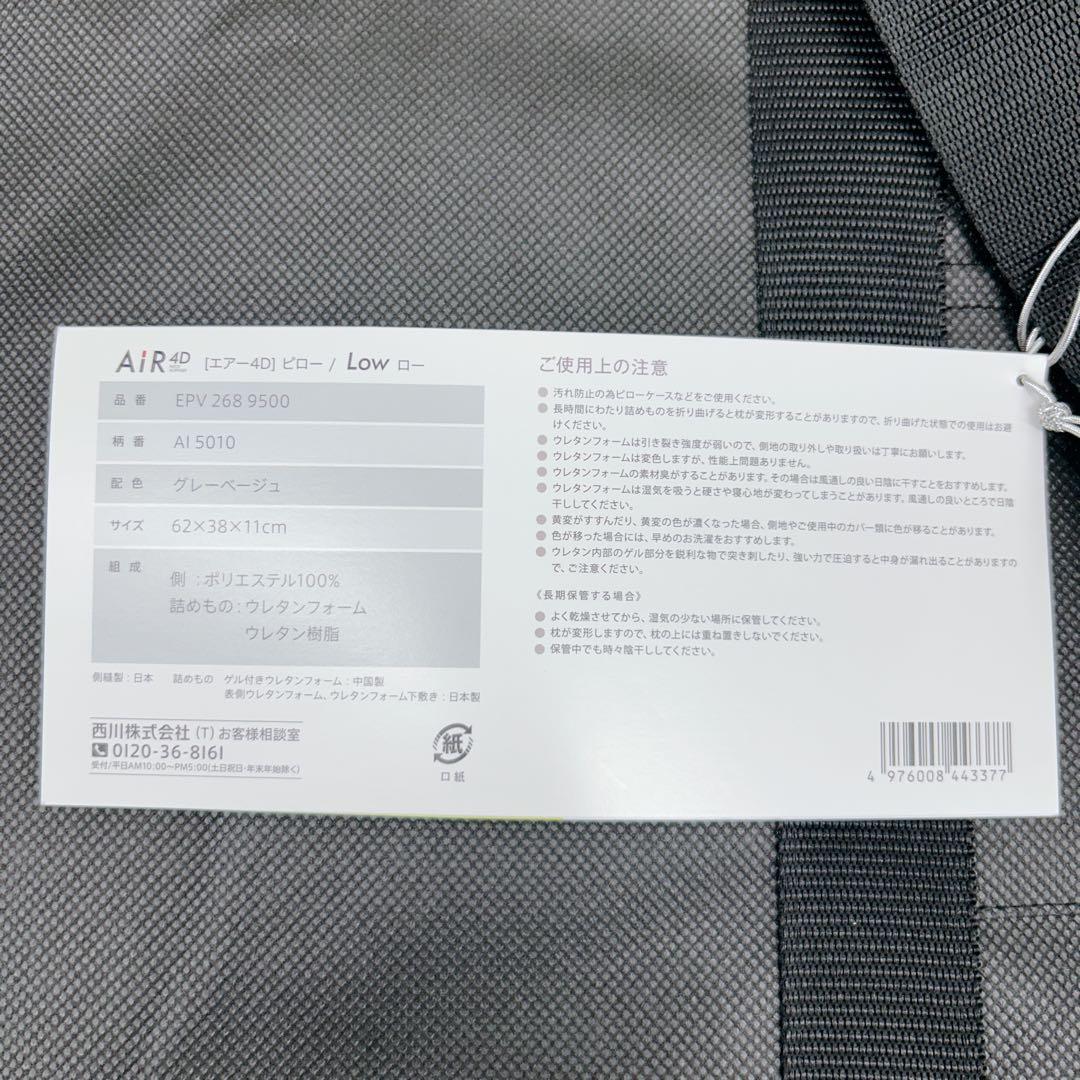 AiR 4D [エアー4D] ピロー / Low ロー
品番 EPV 268 9500
柄番 AI 5010
配色 グレーベージュ
サイズ 62×38×11cm
組成 側 : ポリエステル100%
詰めもの : ウレタンフォーム
ウレタン樹脂
側縫製 : 日本 詰めもの ゲル付きウレタンフォーム : 中国製
表側ウレタンフォーム、ウレタンフォーム下敷き : 日本製
西川株式会社 (T) お客様相談室
0120-36-8161
受付/平日AM10:00〜PM5:00(土日祝日・年末年始除く)
紙
口紙
ご使用上の注意
● 汚れ防止の為ピローケースなどをご使用ください。
● 長時間にわたり詰めものを折り曲げると枕が変形することがありますので、折り曲げた状態での使用はお避
けください。
● ウレタンフォームは引き裂き強度が弱いので、側地の取り外しや取り扱いは丁寧にお願いします。
● ウレタンフォームは変色しますが、性能上問題ありません。
● ウレタンフォームの素材臭がすることがあります。その場合は風通しの良い日陰に干すことをおすすめします。
● ウレタンフォームは湿気を吸うと硬さや寝心地が変わってしまうことがあります。風通しの良いところで日陰
干ししてください。
● 黄変がすすんだり、黄変の色が濃くなった場合、側地やご使用中のカバー類に色が移ることがあります。
● 色が移った場合には、早めのお洗濯をおすすめします。
● ウレタン内部のゲル部分を鋭利な物で突き刺したり、強い力で圧迫すると中身が漏れ出ることがありますの
で、ご注意ください。
《長期保管する場合》
● よく乾燥させてから、湿気の少ない場所に保管してください。
● 枕が変形しますので、枕の上には重ね置きしないでください。
● 保管中でも時々陰干ししてください。
4 976008 443377